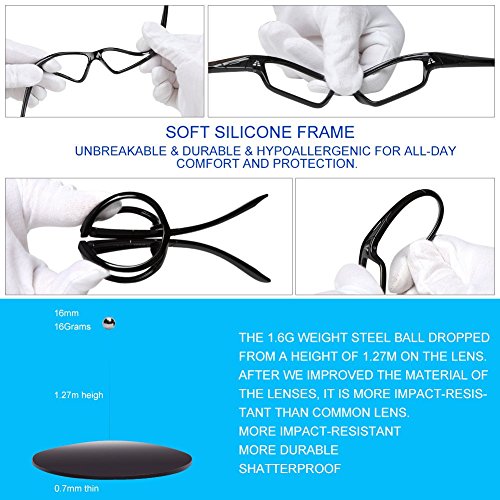 SOFT SILICONE FRAME
UNBREAKABLE & DURABLE & HYPOALLERGENIC FOR ALL-DAY
COMFORT AND PROTECTION.
16mm
16Grams
1.27m heigh
0.7mm thin
THE 1.6G WEIGHT STEEL BALL DROPPED
FROM A HEIGHT OF 1.27M ON THE LENS.
AFTER WE IMPROVED THE MATERIAL OF
THE LENSES, IT IS MORE IMPACT-RESIS-
TANT THAN COMMON LENS.
MORE IMPACT-RESISTANT
MORE DURABLE
SHATTERPROOF